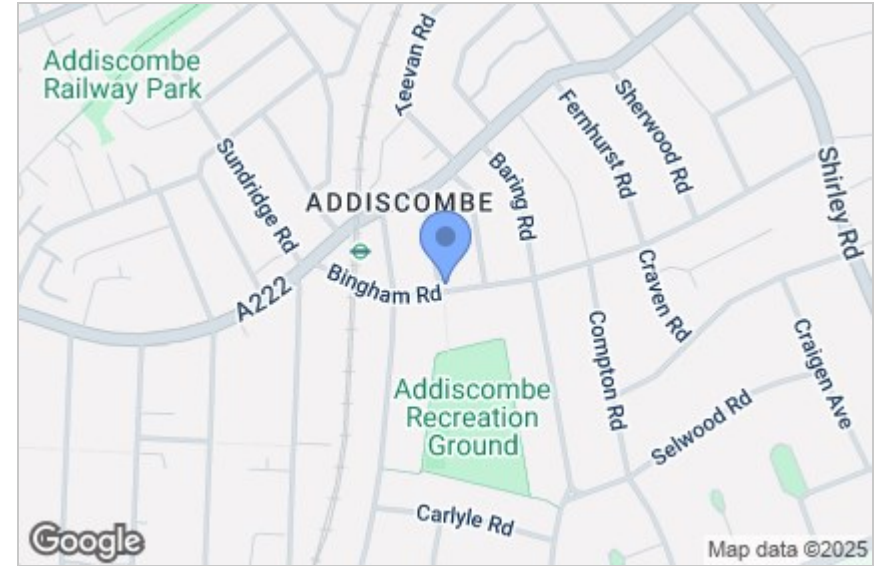 Addiscombe
Railway Park
Teevan Rd
Sherwood Rd
Fernhurst Rd
Sundridge Rd
Baring Rd
Shirley Rd
ADDISCOMBE
Bingham Rd
A222
Craven Rd
Compton Rd
Craigen Ave
Addiscombe
Recreation
Ground
Selwood Rd
Carlyle Rd
Google
Map data ©2025